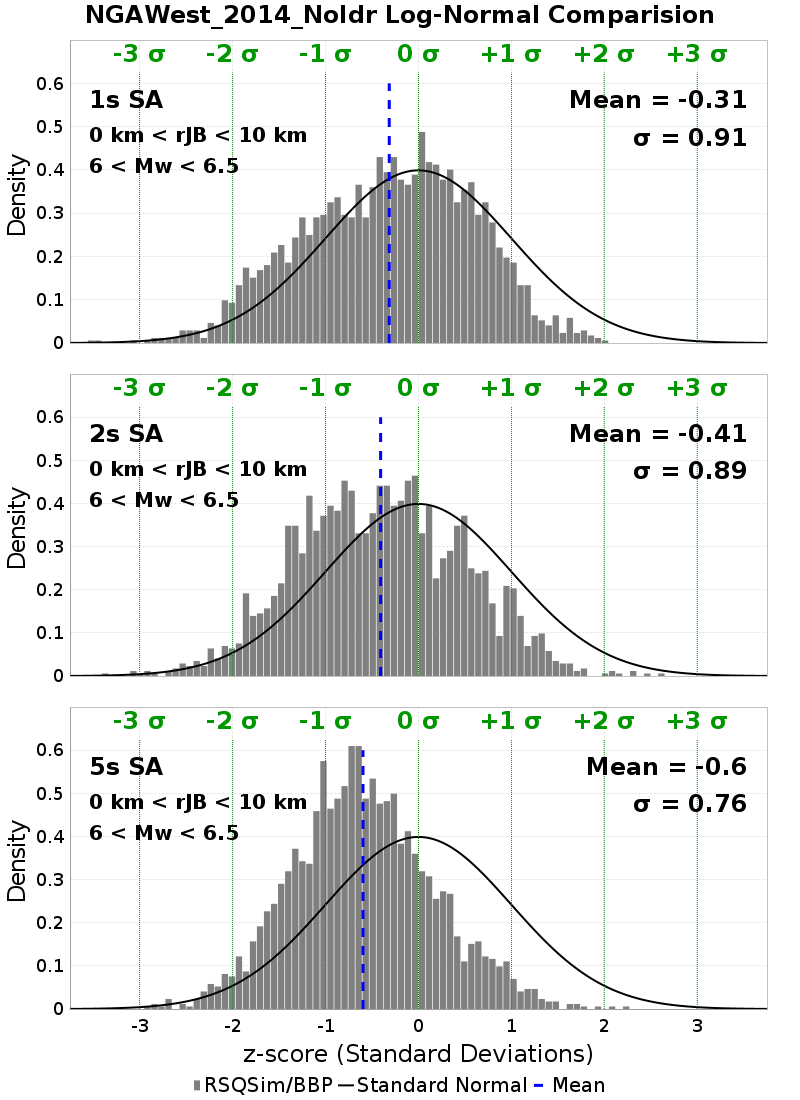 NGAWest_2014_NoIdr Log-Normal Comparision
-3 σ -2 σ -1 σ 0 σ +1 σ +2 σ +3 σ
1s SA Mean = -0.31
0 km < rJB < 10 km σ = 0.91
6 < Mw < 6.5
0.6
0.5
0.4
0.3
0.2
0.1
0
Density
-3 σ -2 σ -1 σ 0 σ +1 σ +2 σ +3 σ
2s SA Mean = -0.41
0 km < rJB < 10 km σ = 0.89
6 < Mw < 6.5
0.6
0.5
0.4
0.3
0.2
0.1
0
Density
-3 σ -2 σ -1 σ 0 σ +1 σ +2 σ +3 σ
5s SA Mean = -0.6
0 km < rJB < 10 km σ = 0.76
6 < Mw < 6.5
0.6
0.5
0.4
0.3
0.2
0.1
0
Density
-3 -2 -1 0 1 2 3
z-score (Standard Deviations)
RSQSim/BBP Standard Normal Mean